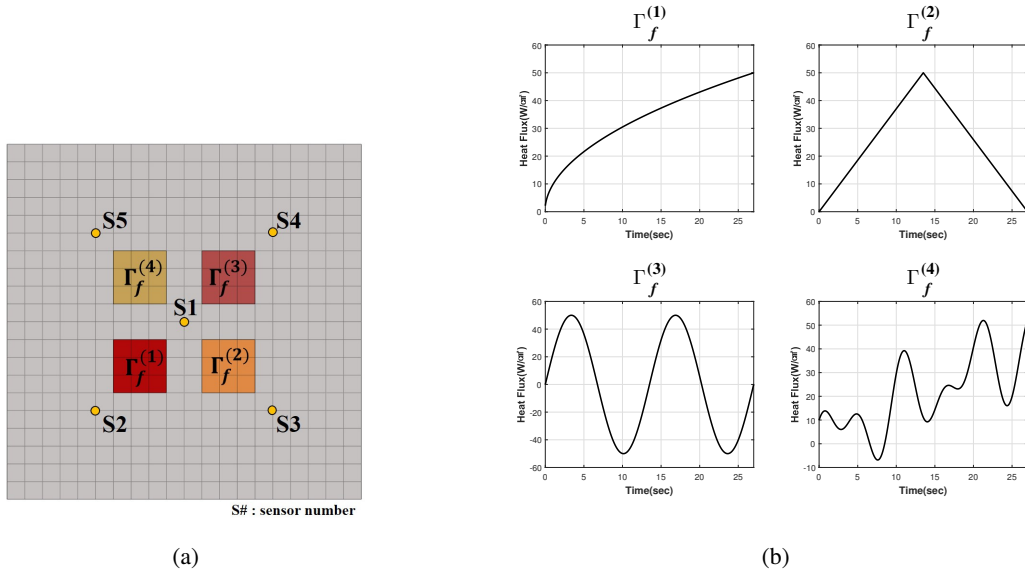 S5
S4
Γ_f^(4)
Γ_f^(3)
S1
Γ_f^(1)
Γ_f^(2)
S2
S3
S# : sensor number
(a)
Γ_f^(1)
60
50
40
30
20
10
0
Heat Flux(W/㎠)
0 5 10 15 20 25
Time(sec)
Γ_f^(2)
60
50
40
30
20
10
0
Heat Flux(W/㎠)
0 5 10 15 20 25
Time(sec)
Γ_f^(3)
60
40
20
0
-20
-40
-60
Heat Flux(W/㎠)
0 5 10 15 20 25
Time(sec)
Γ_f^(4)
60
50
40
30
20
10
0
-10
Heat Flux(W/㎠)
0 5 10 15 20 25
Time(sec)
(b)